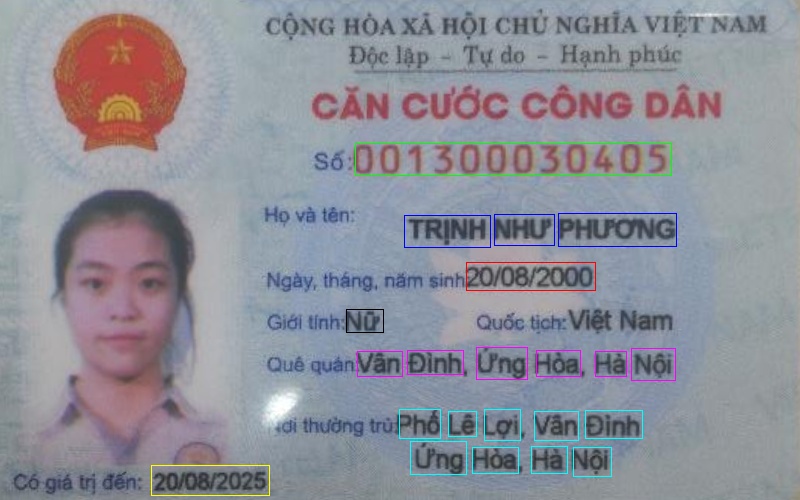 CỘNG HÒA XÃ HỘI CHỦ NGHĨA VIỆT NAM
Độc lập - Tự do - Hạnh phúc
CĂN CƯỚC CÔNG DÂN
Số: 001300030405
Họ và tên: TRỊNH NHƯ PHƯƠNG
Ngày, tháng, năm sinh 20/08/2000
Giới tính: Nữ Quốc tịch: Việt Nam
Quê quán: Vân Đình, Ứng Hòa, Hà Nội
Nơi thường trú: Phố Lê Lợi, Vân Đình
Ứng Hòa, Hà Nội
Có giá trị đến: 20/08/2025